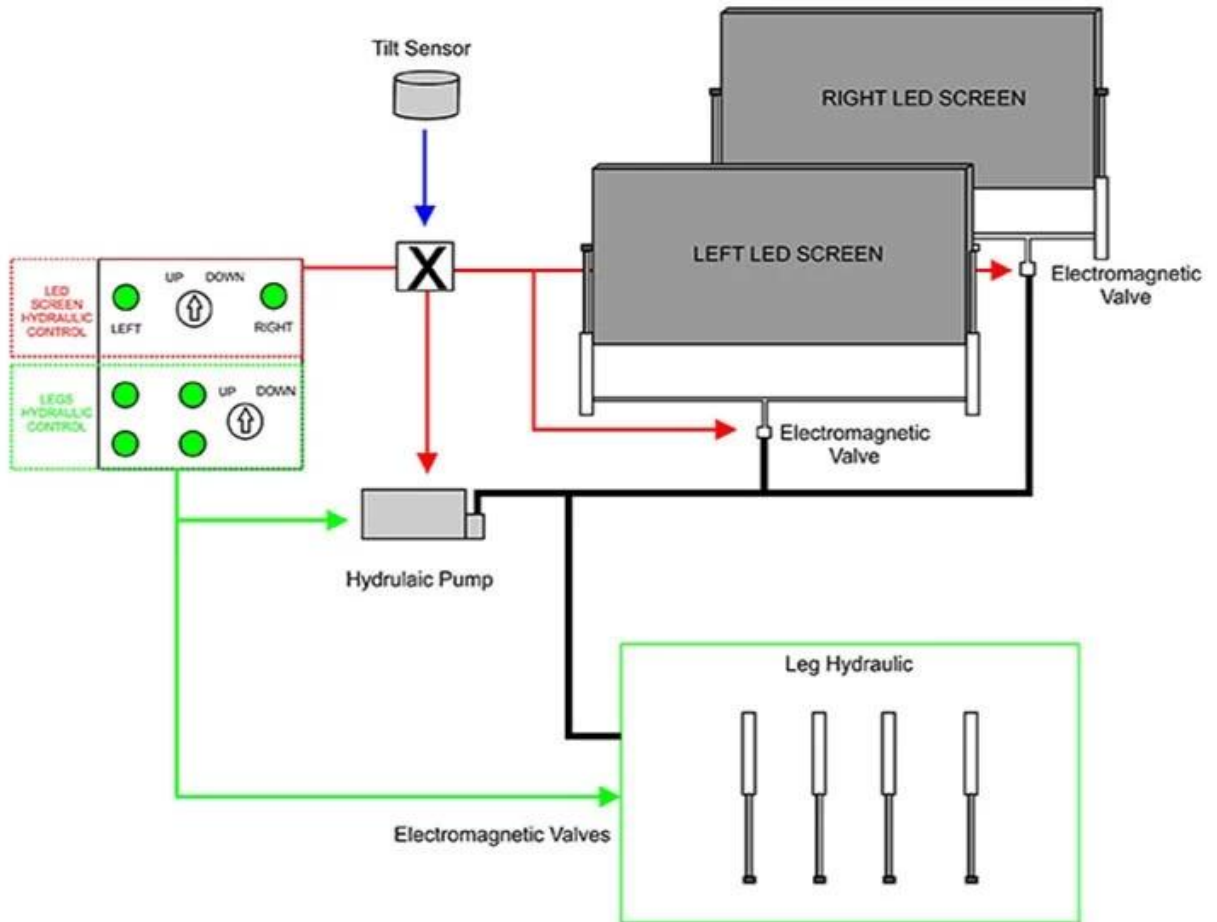 Tilt Sensor
RIGHT LED SCREEN
LEFT LED SCREEN
Electromagnetic
Valve
LED
SCREEN
HYDRAULIC
CONTROL
UP DOWN
LEFT
RIGHT
LEGS
HYDRAULIC
CONTROL
UP DOWN
Electromagnetic
Valve
Hydrulaic Pump
Leg Hydraulic
Electromagnetic Valves